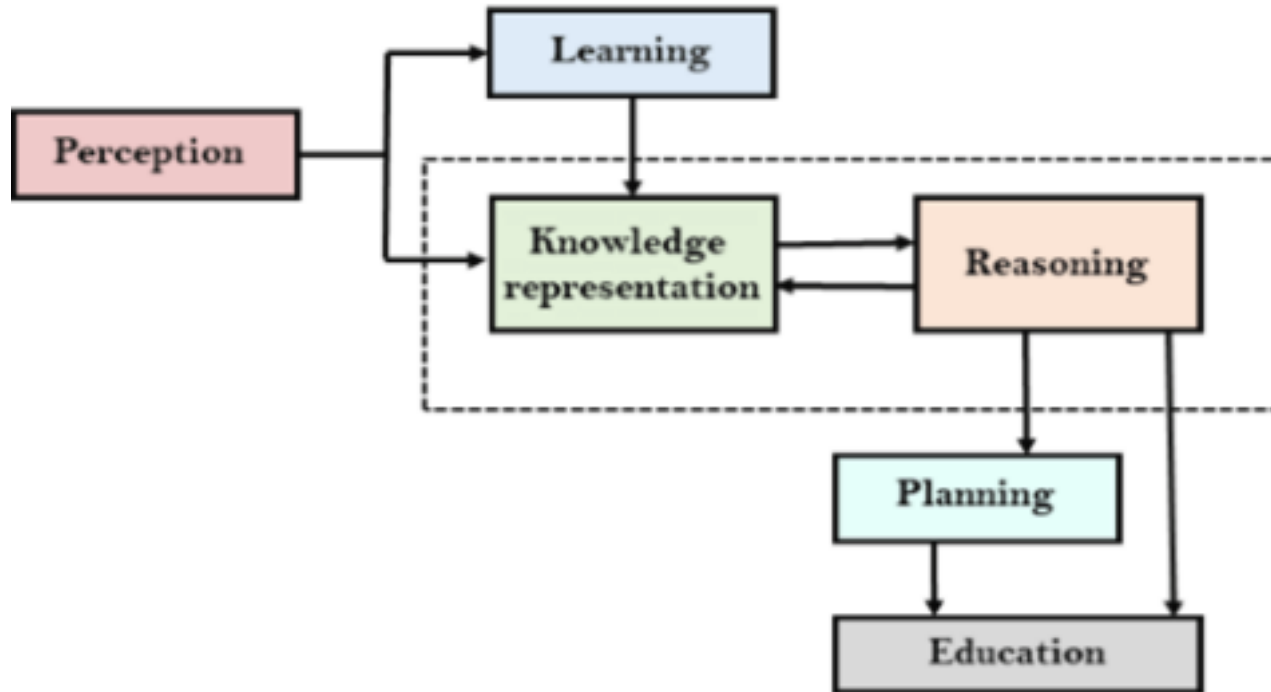 Learning
Perception
Knowledge
representation
Reasoning
Planning
Education